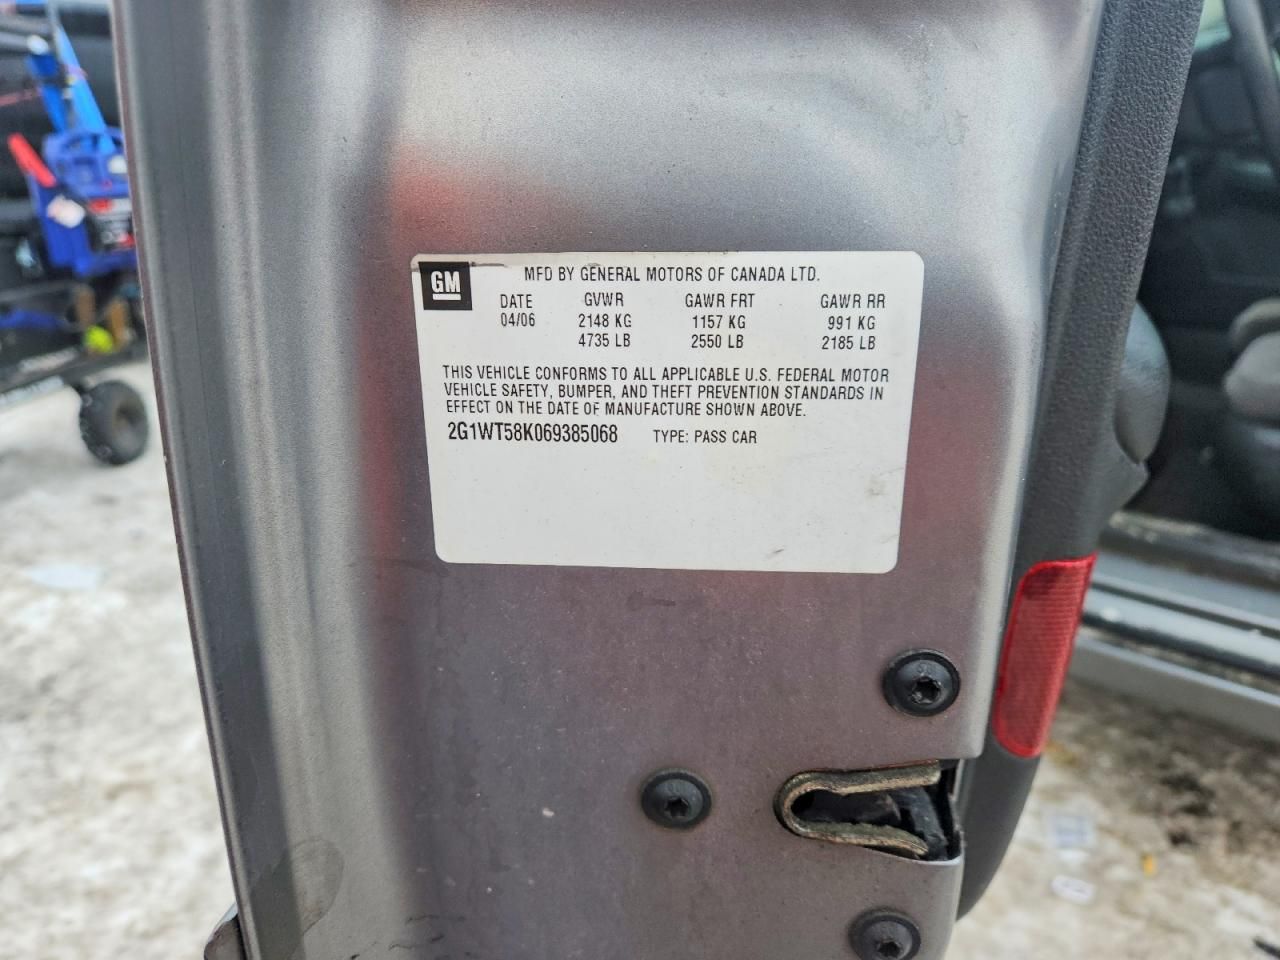 GM
MFD BY GENERAL MOTORS OF CANADA LTD.
DATE GVWR GAWR FRT GAWR RR
04/06 2148 KG 1157 KG 991 KG
4735 LB 2550 LB 2185 LB
THIS VEHICLE CONFORMS TO ALL APPLICABLE U.S. FEDERAL MOTOR
VEHICLE SAFETY, BUMPER, AND THEFT PREVENTION STANDARDS IN
EFFECT ON THE DATE OF MANUFACTURE SHOWN ABOVE.
2G1WT58K069385068 TYPE: PASS CAR